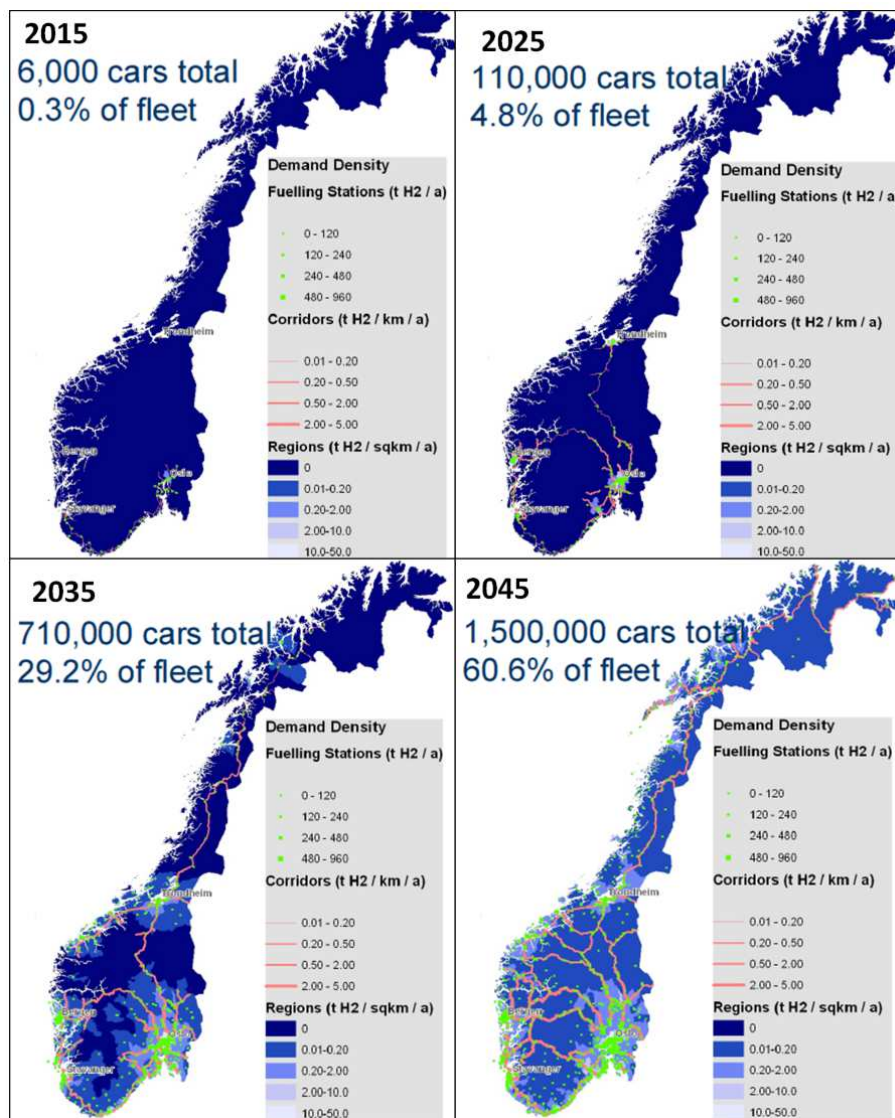 2015
6,000 cars total
0.3% of fleet
Demand Density
Fuelling Stations (t H2 / a)
0 - 120
120 - 240
240 - 480
480 - 960
Corridors (t H2 / km / a)
Trondheim
0.01 - 0.20
0.20 - 0.50
0.50 - 2.00
2.00 - 5.00
Regions (t H2 / sqkm / a)
Bergen
0
Oslo
0.01-0.20
0.20-2.00
Stavanger
2.00-10.0
10.0-50.0
2025
110,000 cars total
4.8% of fleet
Demand Density
Fuelling Stations (t H2 / a
0 - 120
120 - 240
240 - 480
480 - 960
Corridors (t H2 / km / a)
Trondheim
0.01 - 0.20
0.20 - 0.50
0.50 - 2.00
2.00 - 5.00
Regions (t H2 / sqkm / a)
Bergen
0
Oslo
0.01-0.20
0.20-2.00
Stavanger
2.00-10.0
10.0-50.0
2035
710,000 cars total
29.2% of fleet
Demand Density
Fuelling Stations (t H2 / a)
0 - 120
120 - 240
240 - 480
480 - 960
Corridors (t H2 / km / a)
Trondheim
0.01 - 0.20
0.20 - 0.50
0.50 - 2.00
2.00 - 5.00
Regions (t H2 / sqkm / a)
Bergen
0
Oslo
0.01-0.20
0.20-2.00
Stavanger
2.00-10.0
10.0-50.0
2045
1,500,000 cars total
60.6% of fleet
Demand Density
Fuelling Stations (t H2 / a)
0 - 120
120 - 240
240 - 480
480 - 960
Corridors (t H2 / km / a)
Trondheim
0.01 - 0.20
0.20 - 0.50
0.50 - 2.00
2.00 - 5.00
Regions (t H2 / sqkm / a)
Bergen
0
Oslo
0.01-0.20
0.20-2.00
Stavanger
2.00-10.0
10.0-50.0